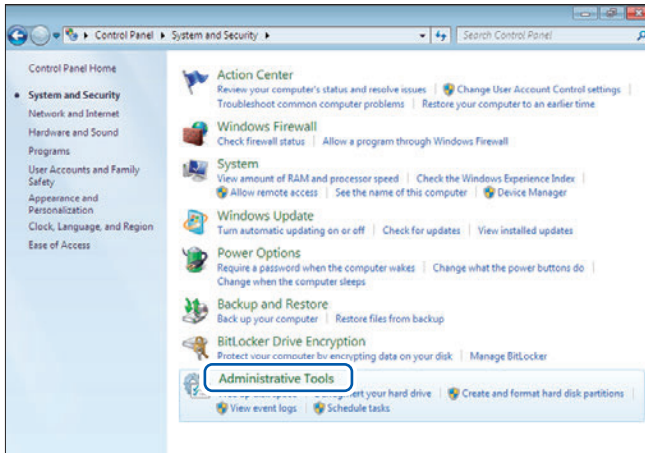 Control Panel ▸ System and Security ▸
Search Control Panel
Control Panel Home
System and Security
Network and Internet
Hardware and Sound
Programs
User Accounts and Family
Safety
Appearance and
Personalization
Clock, Language, and Region
Ease of Access
Action Center
Review your computer's status and resolve issues | Change User Account Control settings |
Troubleshoot common computer problems | Restore your computer to an earlier time
Windows Firewall
Check firewall status | Allow a program through Windows Firewall
System
View amount of RAM and processor speed | Check the Windows Experience Index |
Allow remote access | See the name of this computer | Device Manager
Windows Update
Turn automatic updating on or off | Check for updates | View installed updates
Power Options
Require a password when the computer wakes | Change what the power buttons do |
Change when the computer sleeps
Backup and Restore
Back up your computer | Restore files from backup
BitLocker Drive Encryption
Protect your computer by encrypting data on your disk | Manage BitLocker
Administrative Tools
your hard drive | Create and format hard disk partitions |
View event logs | Schedule tasks